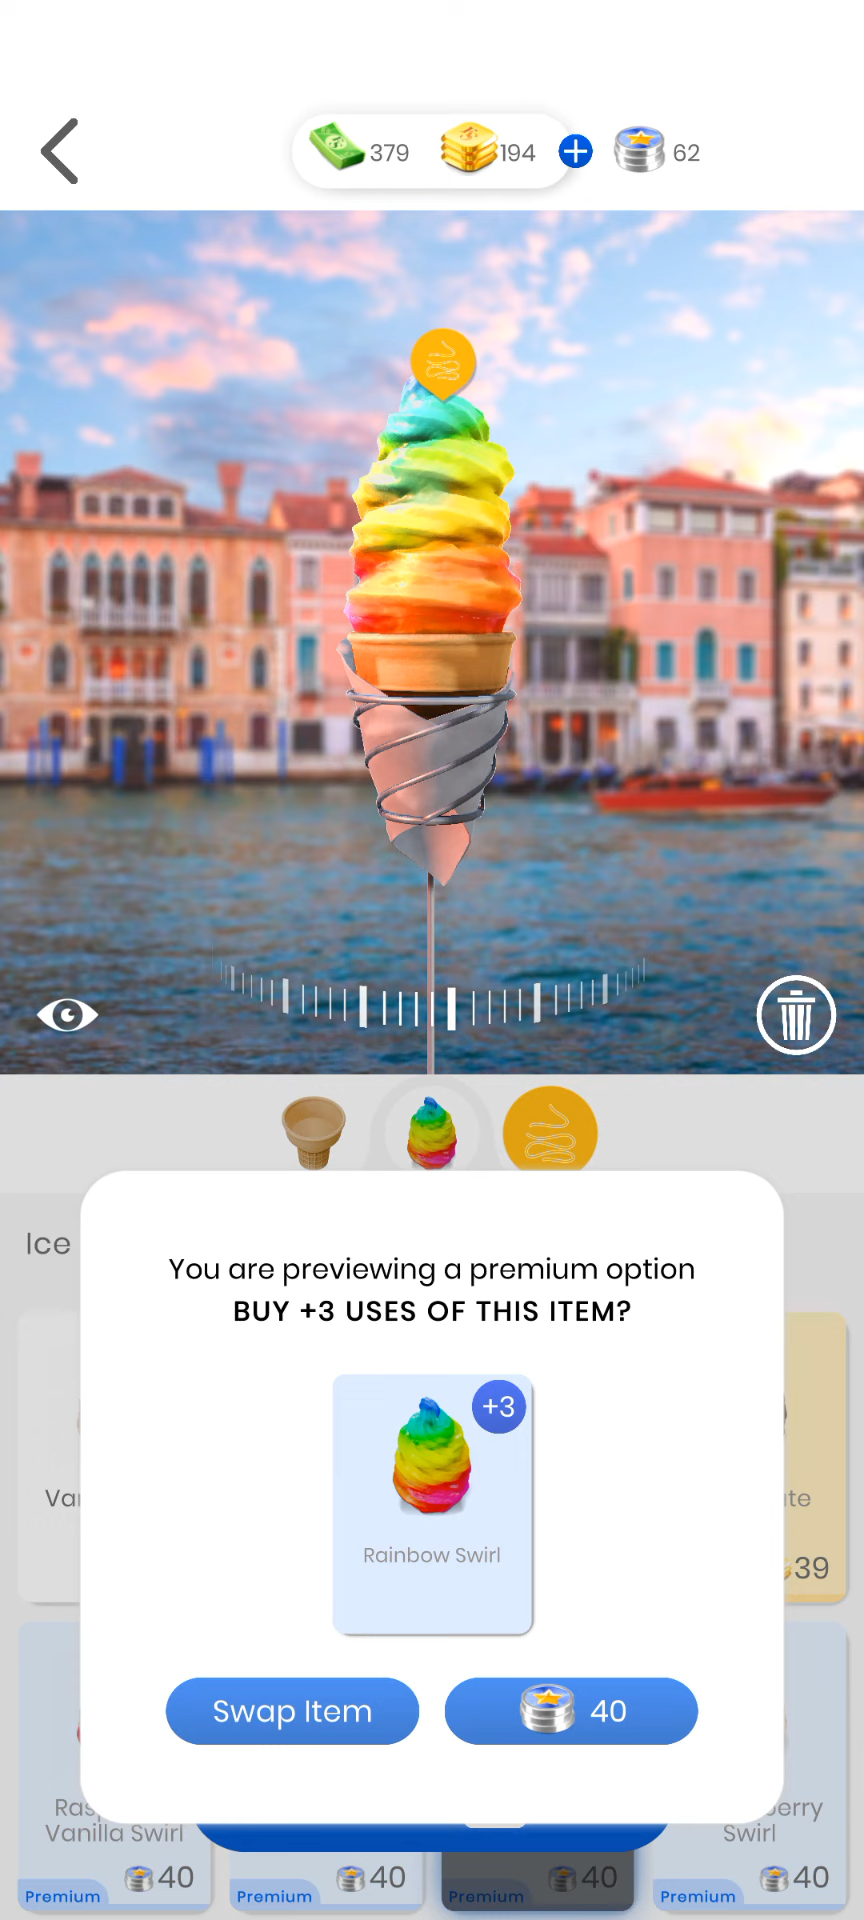 379
194
62
Ice
You are previewing a premium option
BUY +3 USES OF THIS ITEM?
+3
Rainbow Swirl
39
Swap Item
40
Vanilla Swirl
Swirl
40
40
40
40
Premium
Premium
Premium
Premium